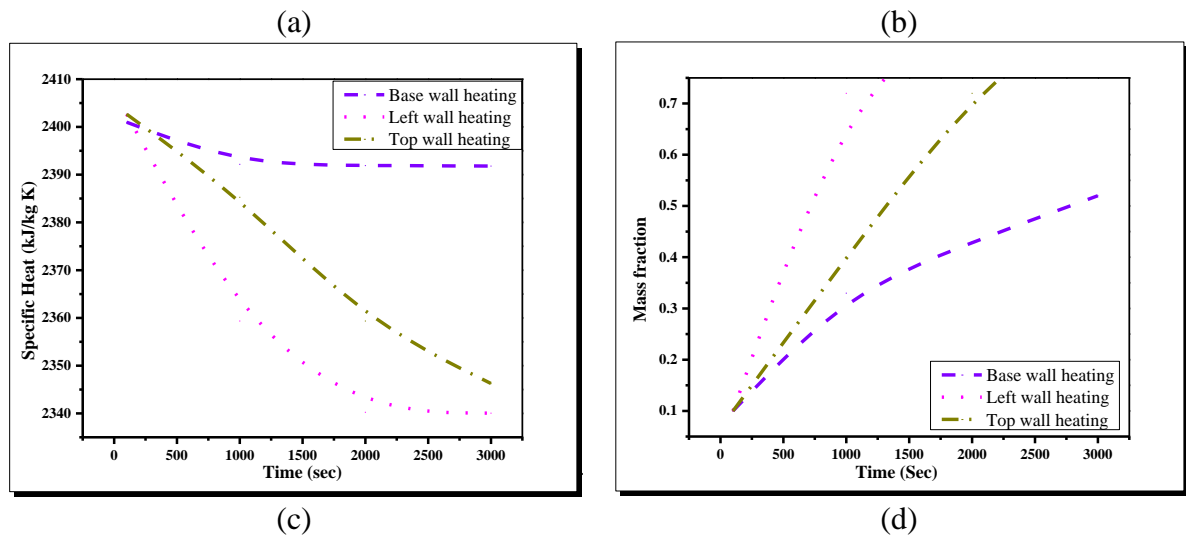 (a)
(b)
2410
2400
2390
2380
2370
2360
2350
2340
Specific Heat (kJ/kg K)
Base wall heating
Left wall heating
Top wall heating
0
500
1000
1500
2000
2500
3000
Time (sec)
0.7
0.6
0.5
0.4
0.3
0.2
0.1
Mass fraction
Base wall heating
Left wall heating
Top wall heating
0
500
1000
1500
2000
2500
3000
Time (Sec)
(c)
(d)